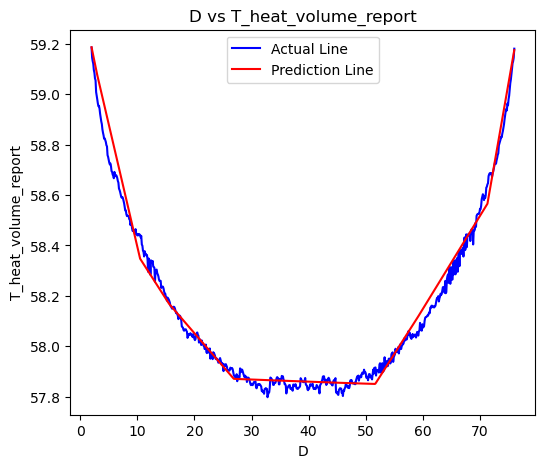 D vs T_heat_volume_report
Actual Line
Prediction Line
T_heat_volume_report
59.2
59.0
58.8
58.6
58.4
58.2
58.0
57.8
0 10 20 30 40 50 60 70
D